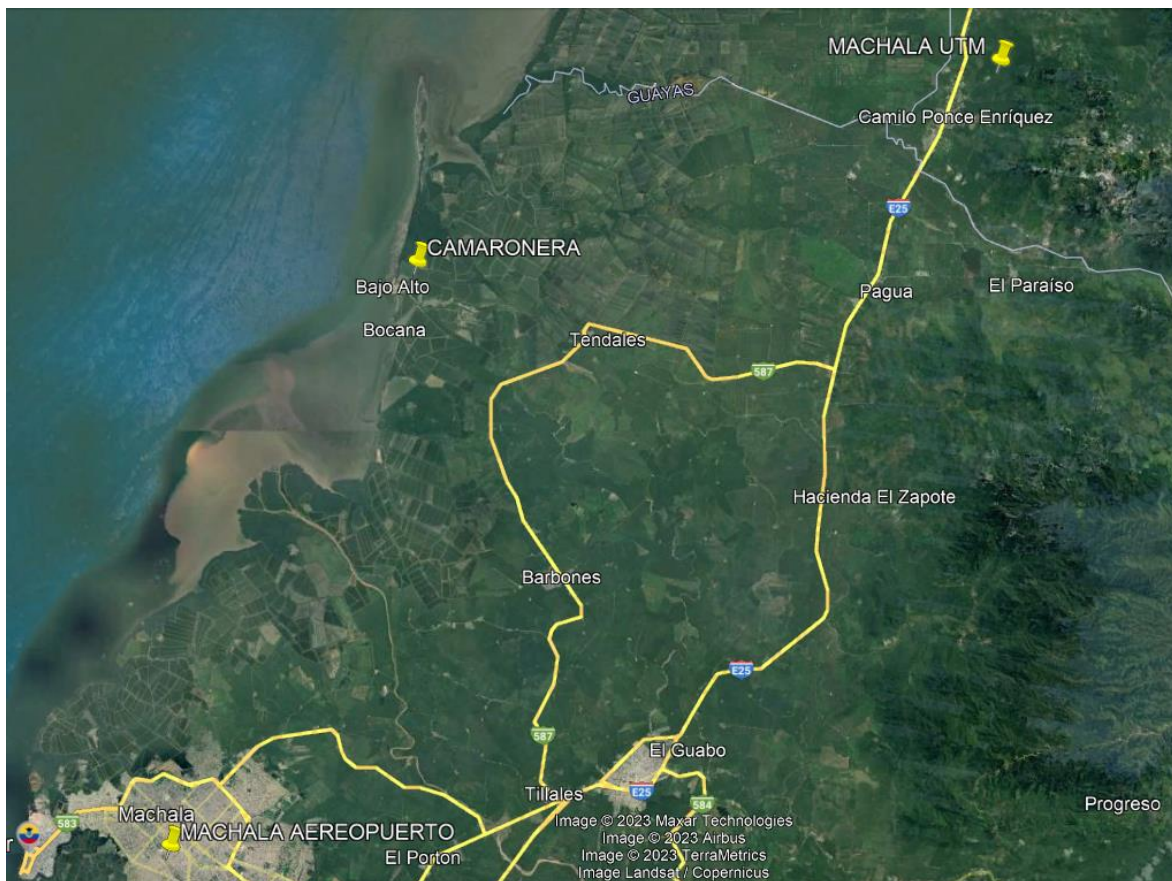 MACHALA UTM
GUAYAS
Camilo Ponce Enríquez
E25
CAMARONERA
El Paraíso
Bajo Alto
Pagua
Bocana
Tendales
587
Hacienda El Zapote
Barbones
E25
587
El Guabo
Tillales
E25
584
Progreso
Machala
583
MACHALA AEREOPUERTO
r
El Porton
Image © 2023 Maxar Technologies
Image © 2023 Airbus
Image © 2023 TerraMetrics
Image Landsat / Copernicus